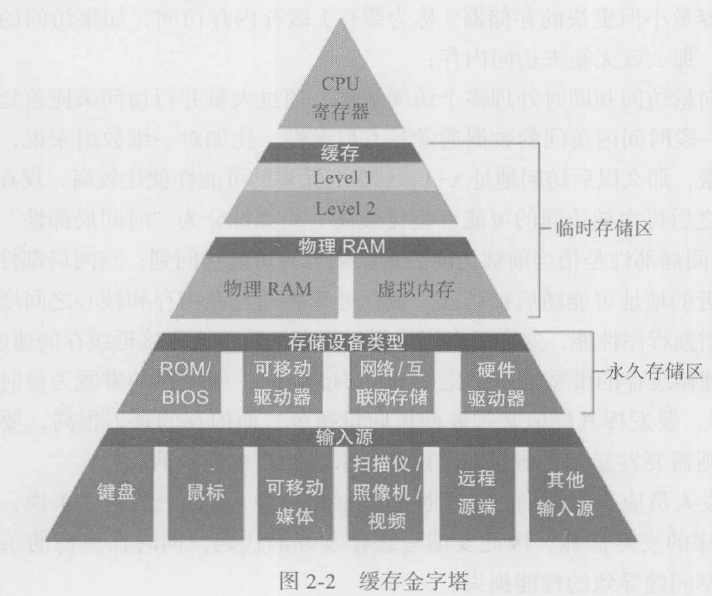 CPU
寄存器
缓存
Level 1
Level 2
临时存储区
物理 RAM
物理 RAM
虚拟内存
存储设备类型
ROM/
BIOS
可移动
驱动器
网络/互
联网存储
硬件
驱动器
永久存储区
输入源
键盘
鼠标
可移动
媒体
扫描仪/
照像机/
视频
远程
源端
其他
输入源
图 2-2 缓存金字塔